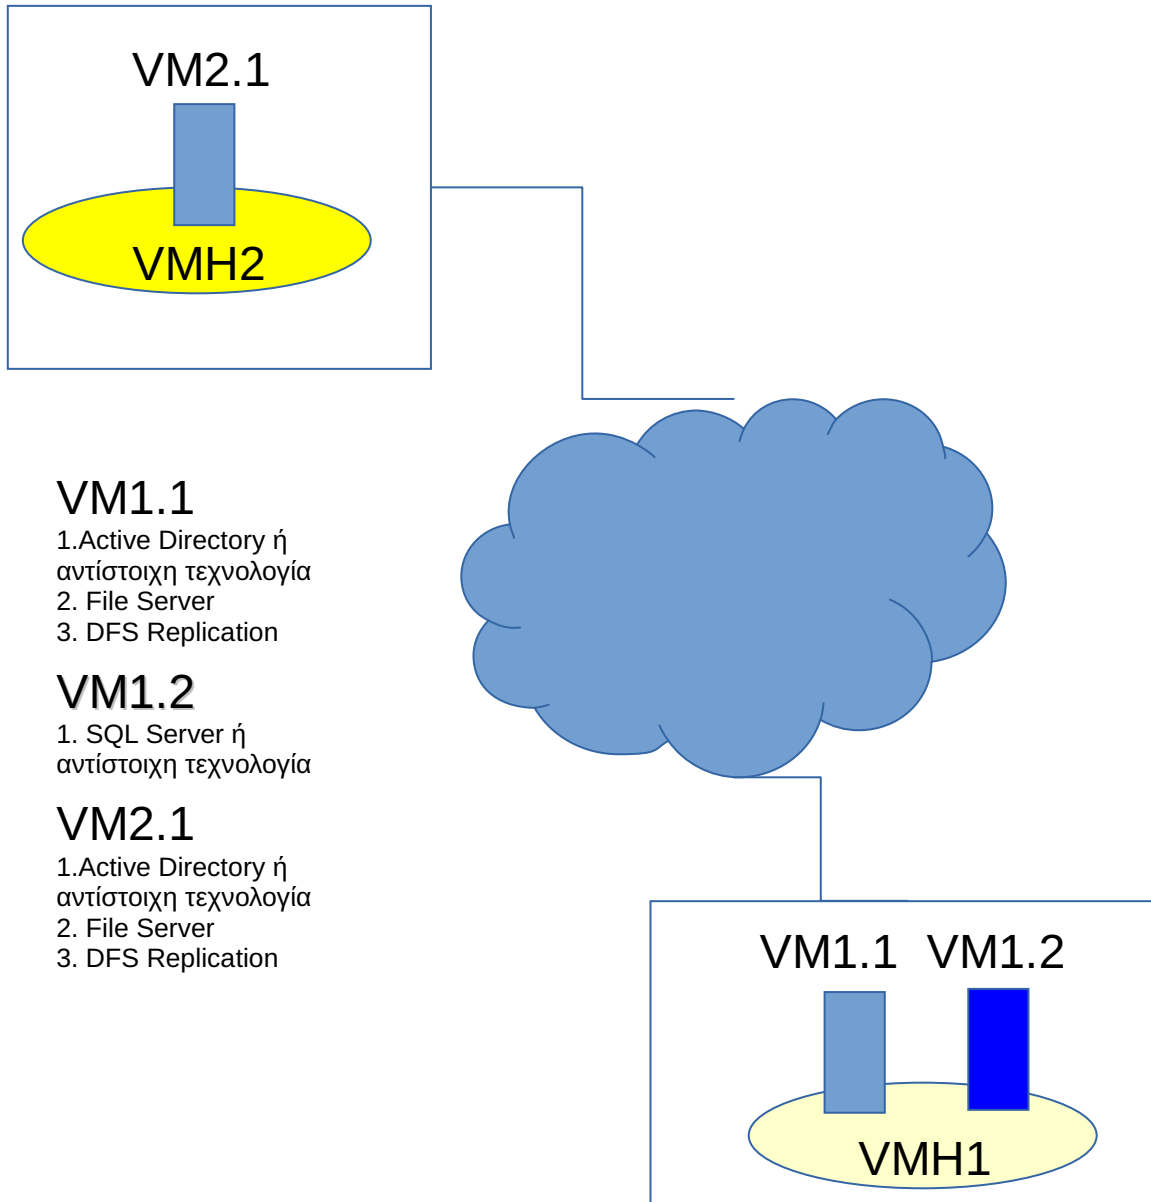 VM2.1
VMH2
VM1.1
1.Active Directory ή
αντίστοιχη τεχνολογία
2. File Server
3. DFS Replication
VM1.2
1. SQL Server ή
αντίστοιχη τεχνολογία
VM2.1
1.Active Directory ή
αντίστοιχη τεχνολογία
2. File Server
3. DFS Replication
VM1.1 VM1.2
VMH1